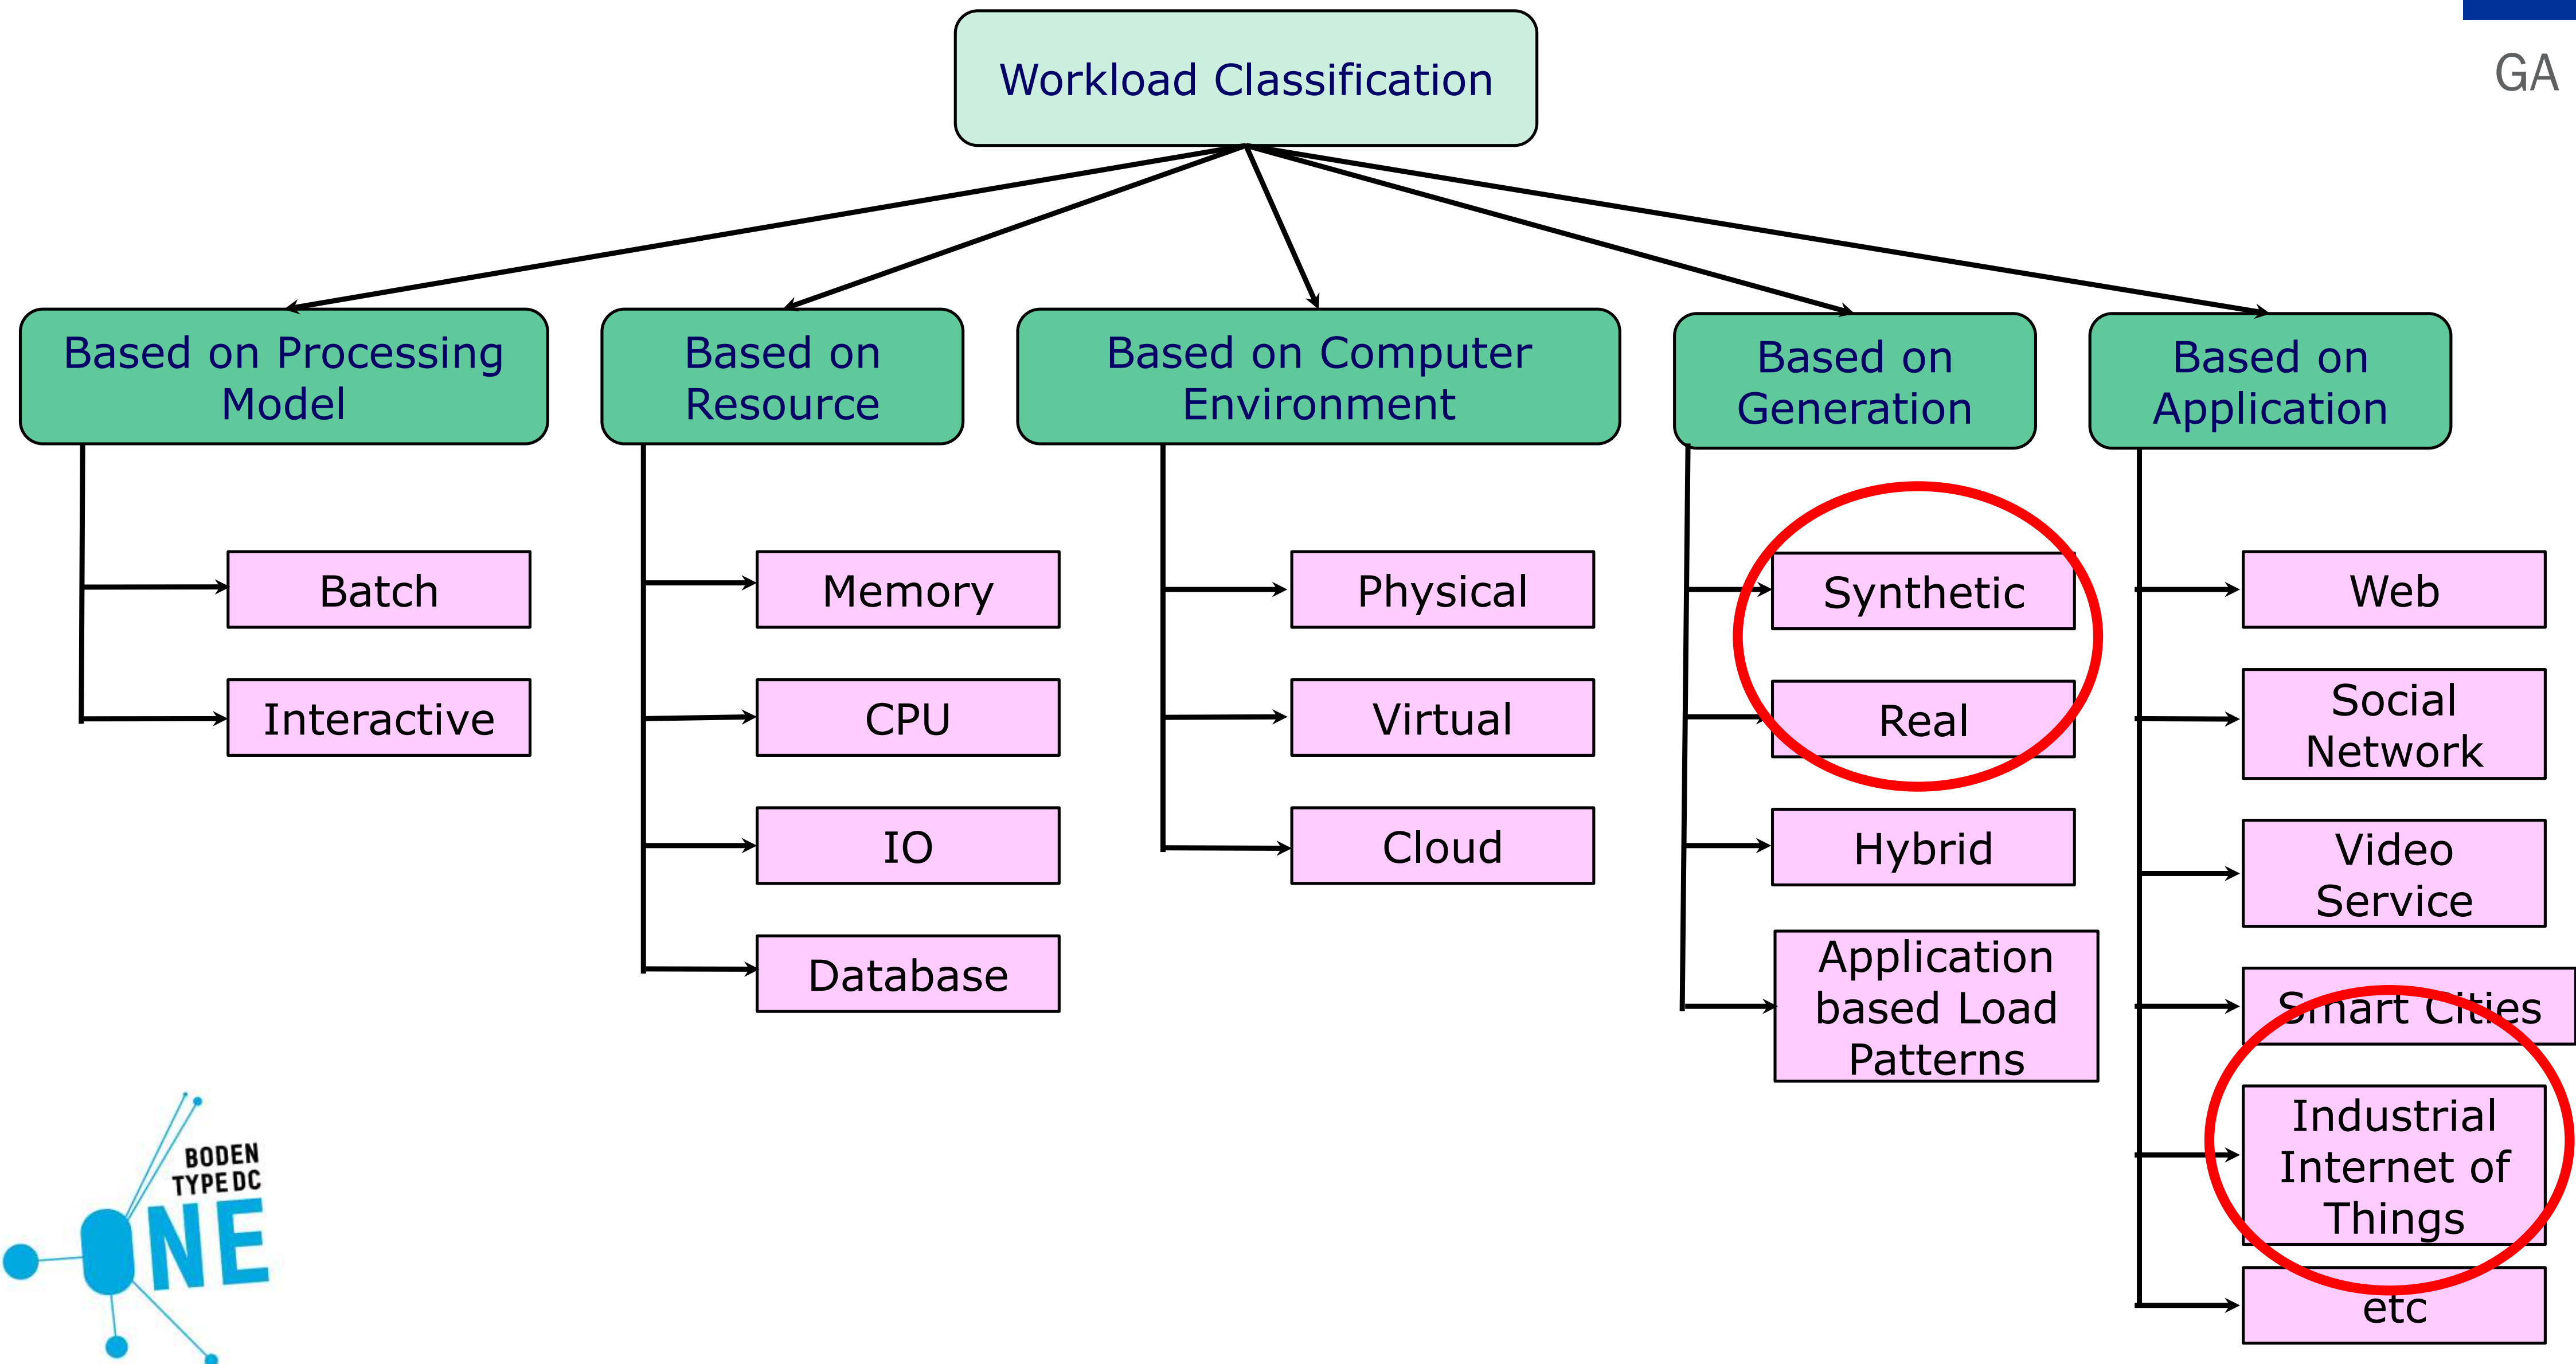 Workload Classification
GA
Based on Processing
Model
Based on
Resource
Based on Computer
Environment
Based on
Generation
Based on
Application
Batch
Interactive
Memory
CPU
IO
Database
Physical
Virtual
Cloud
Synthetic
Real
Hybrid
Application
based Load
Patterns
Web
Social
Network
Video
Service
Smart Cities
Industrial
Internet of
Things
etc
BODEN
TYPE DC
ONE